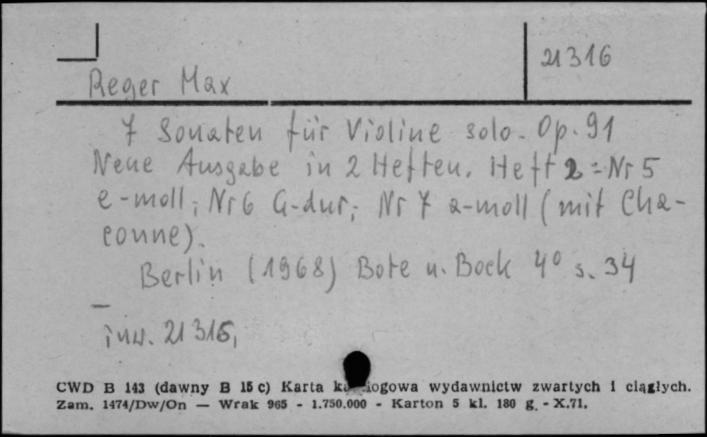 21316
Reger Max
7 Sonaten für Violine solo. Op. 91
Neue Ausgabe in 2 Heften. Heft 2 = Nr 5
e-moll; Nr 6 G-dur; Nr 7 a-moll (mit Cha-
conne).
Berlin (1968) Bote u. Bock 4° s. 34
inw. 21315,
CWD B 143 (dawny B 15 c) Karta katalogowa wydawnictw zwartych i ciągłych.
Zam. 1474/Dw/On — Wrak 965 - 1.750.000 - Karton 5 kl. 180 g. - X.71.